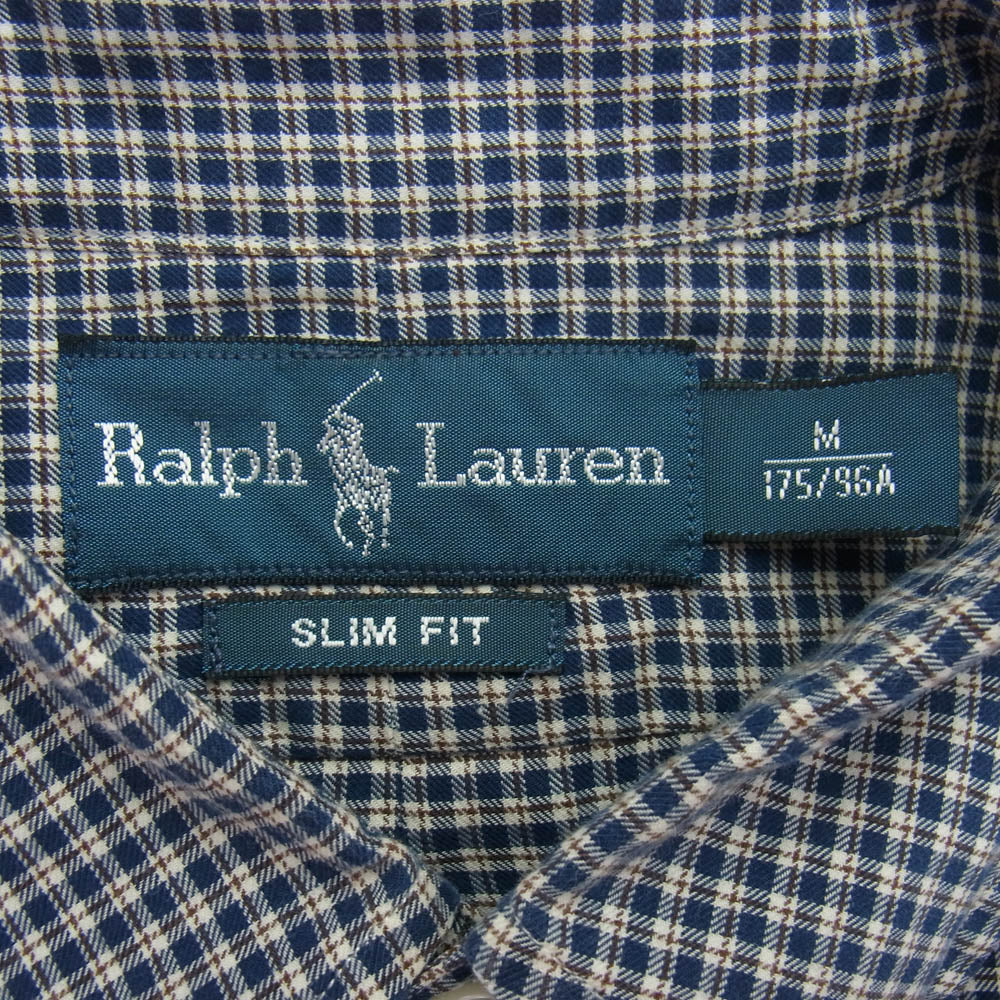 Ralph Lauren
M
175/96A
SLIM FIT